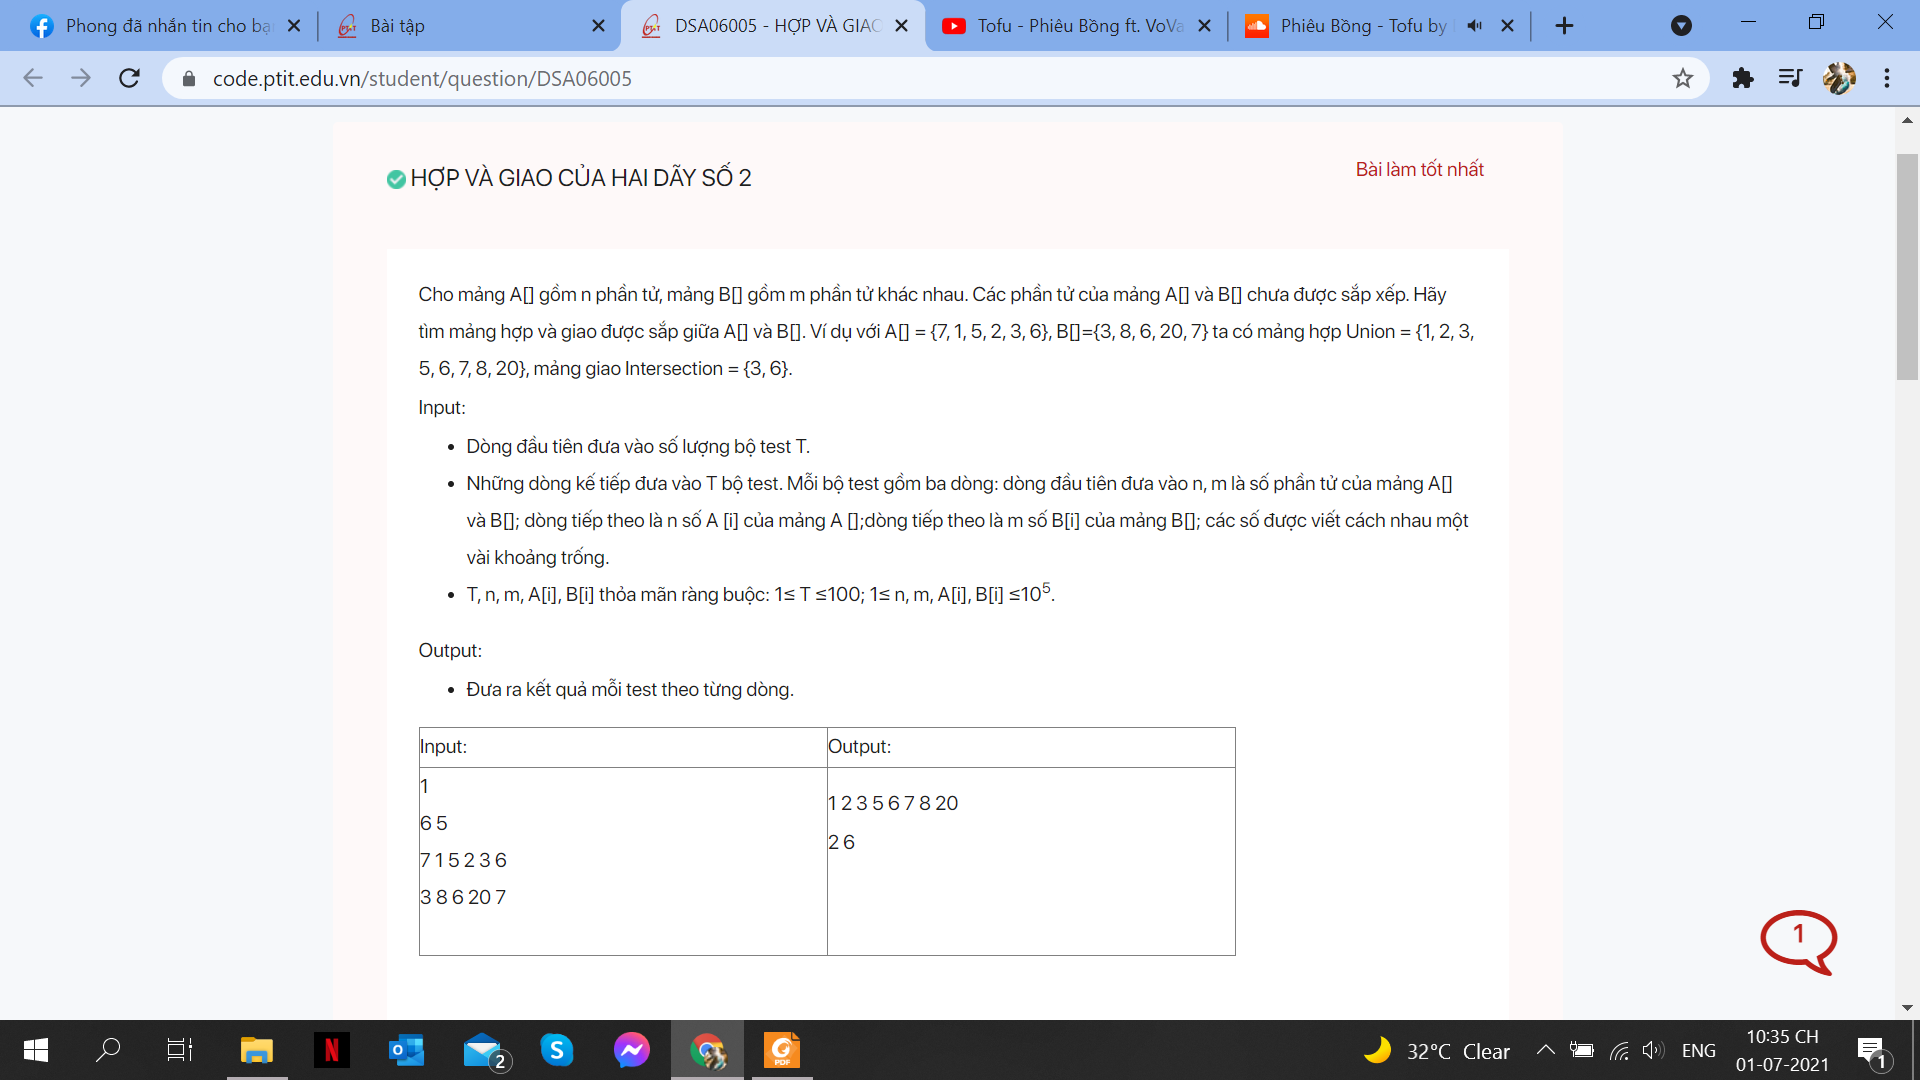 Phong đã nhắn tin cho bạ
Bài tập
DSA06005 - HỢP VÀ GIAO
Tofu - Phiêu Bồng ft. VoVa
Phiêu Bồng - Tofu by
code.ptit.edu.vn/student/question/DSA06005
HỢP VÀ GIAO CỦA HAI DÃY SỐ 2
Bài làm tốt nhất
Cho mảng A[] gồm n phần tử, mảng B[] gồm m phần tử khác nhau. Các phần tử của mảng A[] và B[] chưa được sắp xếp. Hãy
tìm mảng hợp và giao được sắp giữa A[] và B[]. Ví dụ với A[] = {7, 1, 5, 2, 3, 6}, B[]={3, 8, 6, 20, 7} ta có mảng hợp Union = {1, 2, 3,
5, 6, 7, 8, 20}, mảng giao Intersection = {3, 6}.
Input:
• Dòng đầu tiên đưa vào số lượng bộ test T.
• Những dòng kế tiếp đưa vào T bộ test. Mỗi bộ test gồm ba dòng: dòng đầu tiên đưa vào n, m là số phần tử của mảng A[]
và B[]; dòng tiếp theo là n số A [i] của mảng A [];dòng tiếp theo là m số B[i] của mảng B[]; các số được viết cách nhau một
vài khoảng trống.
• T, n, m, A[i], B[i] thỏa mãn ràng buộc: 1≤ T ≤100; 1≤ n, m, A[i], B[i] ≤10⁵.
Output:
• Đưa ra kết quả mỗi test theo từng dòng.
Input:
Output:
1
6 5
7 1 5 2 3 6
3 8 6 20 7
1 2 3 5 6 7 8 20
2 6
1
2
32°C Clear
ENG
10:35 CH
01-07-2021
1